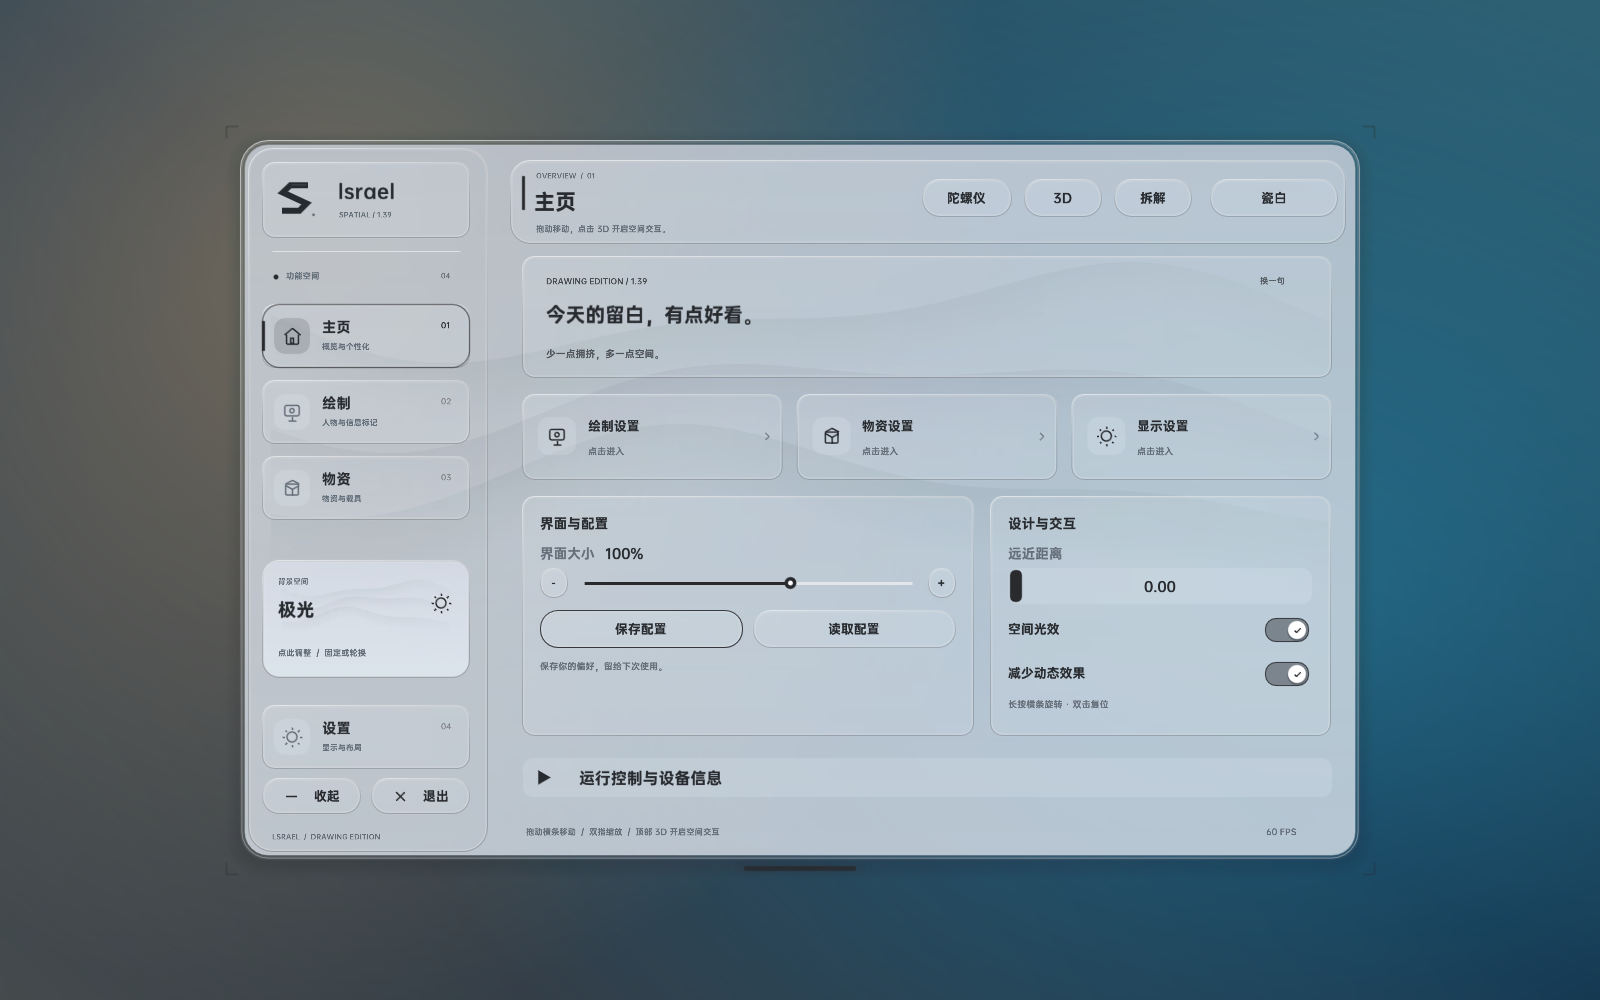 lsrael
SPATIAL / 1.39
功能空间 04
主页 01
概览与个性化
绘制 02
人物与信息标记
物资 03
物资与载具
背景空间
极光
点此调整 / 固定或轮换
设置 04
显示与布局
收起 退出
LSRAEL / DRAWING EDITION
OVERVIEW / 01
主页
拖动移动，点击 3D 开启空间交互。
陀螺仪 3D 拆解 瓷白
DRAWING EDITION / 1.39 换一句
今天的留白，有点好看。
少一点拥挤，多一点空间。
绘制设置
点击进入
物资设置
点击进入
显示设置
点击进入
界面与配置
界面大小 100%
- +
保存配置 读取配置
保存你的偏好，留给下次使用。
设计与交互
远近距离
0.00
空间光效
减少动态效果
长按横条旋转 · 双击复位
运行控制与设备信息
拖动横条移动 / 双指缩放 / 顶部 3D 开启空间交互 60 FPS